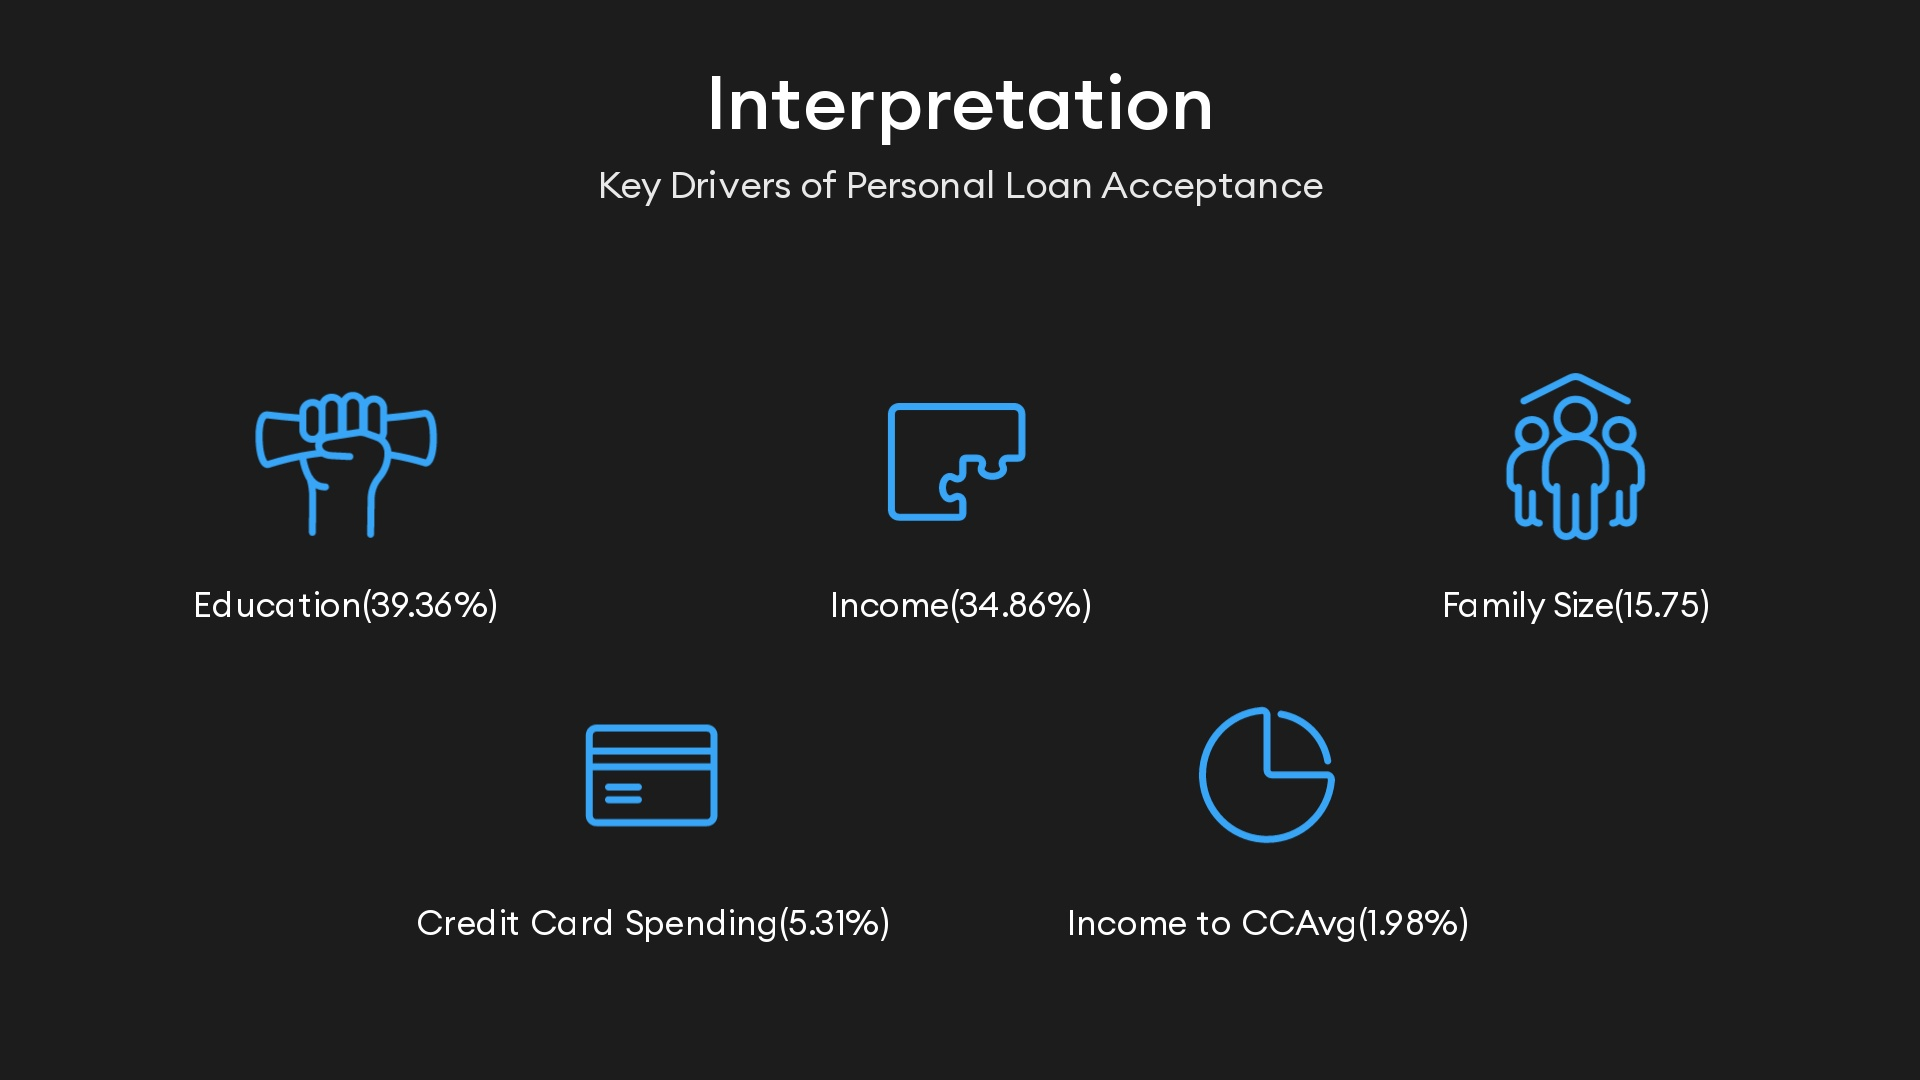 Interpretation
Key Drivers of Personal Loan Acceptance
Education(39.36%)
Income(34.86%)
Family Size(15.75)
Credit Card Spending(5.31%)
Income to CCAvg(1.98%)